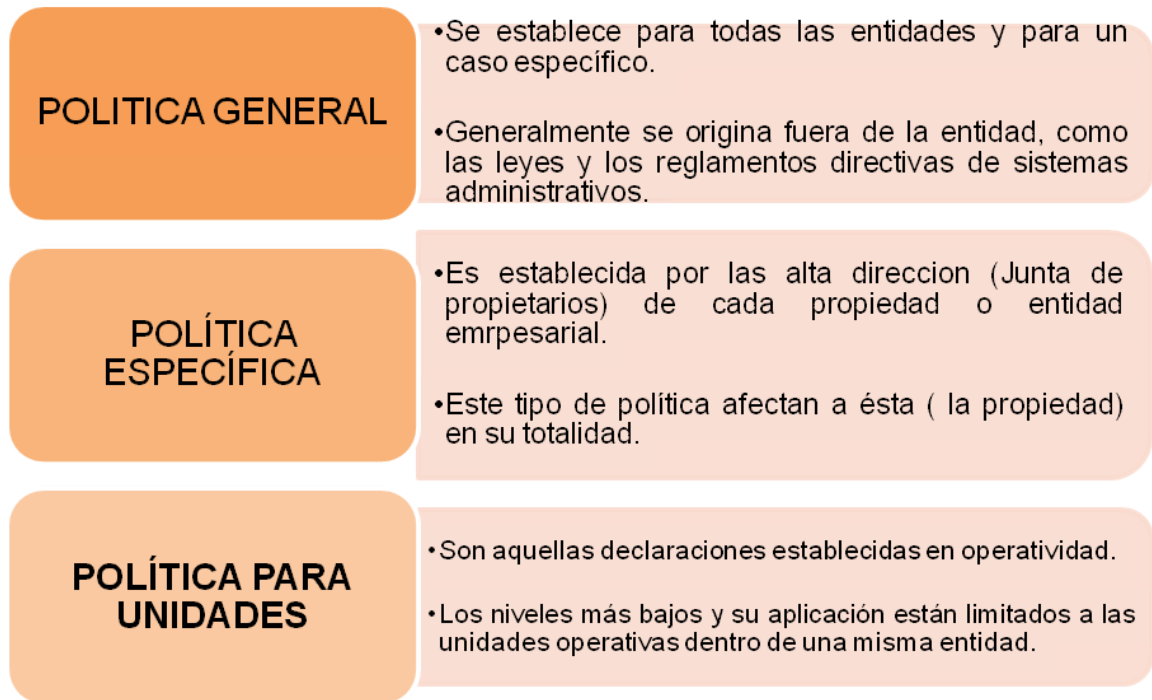 POLITICA GENERAL
•Se establece para todas las entidades y para un
caso específico.
•Generalmente se origina fuera de la entidad, como
las leyes y los reglamentos directivas de sistemas
administrativos.
POLÍTICA
ESPECÍFICA
•Es establecida por las alta direccion (Junta de
propietarios) de cada propiedad o entidad
emrpesarial.
•Este tipo de política afectan a ésta ( la propiedad)
en su totalidad.
POLÍTICA PARA
UNIDADES
•Son aquellas declaraciones establecidas en operatividad.
•Los niveles más bajos y su aplicación están limitados a las
unidades operativas dentro de una misma entidad.